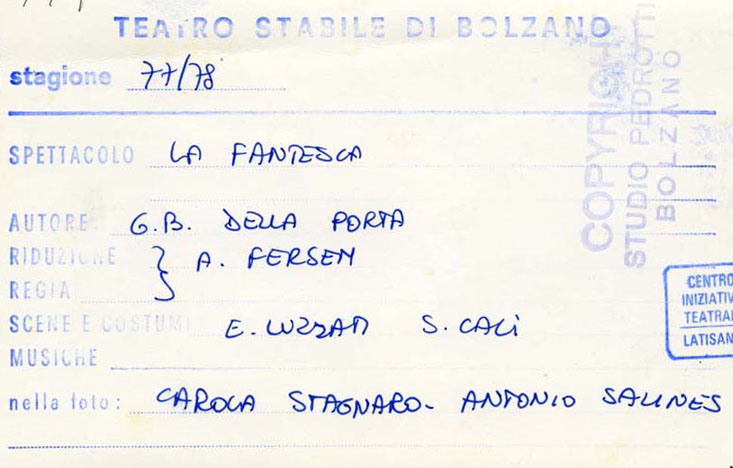 TEATRO STABILE DI BOLZANO
stagione 77/78
SPETTACOLO LA FANTESCA
AUTORE G.B. DELLA PORTA
RIDUZIONE } A. FERSEN
REGIA
SCENE E COSTUMI E. LUZZATI S. CALÌ
MUSICHE
nella foto: CAROLA STAGNARO - ANTONIO SALINES
COPYRIGHT
STUDIO PEDROTTI
BOLZANO
CENTRO
INIZIATIV
TEATRAL
LATISAN